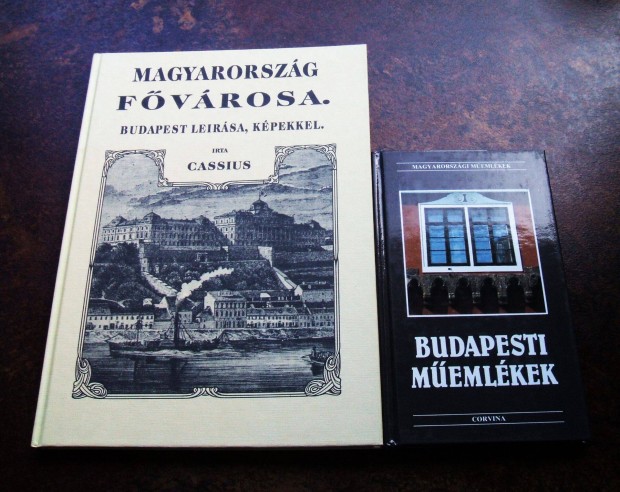 MAGYARORSZÁG
FŐVÁROSA.
BUDAPEST LEIRÁSA, KÉPEKKEL.
IRTA
CASSIUS
MAGYARORSZÁGI MŰEMLÉKEK
BUDAPESTI
MŰEMLÉKEK
CORVINA